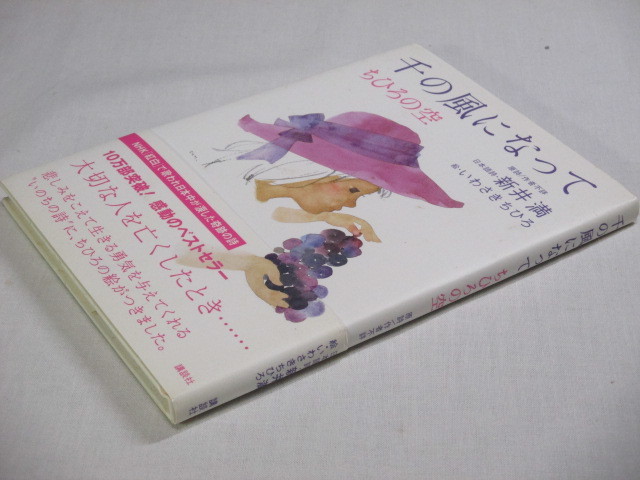 千の風になって
ちひろの空
原詩/作者不詳
日本語詩・新井 満
絵・いわさきちひろ
NHK「紅白」で歌われ日本中が涙した奇跡の詩
10万部突破！感動のベストセラー
大切な人を亡くしたとき……
悲しみをこえて生きる勇気を与えてくれる
「いのちの詩」に、ちひろの絵がつきました。
講談社
千の風になって ちひろの空
講談社